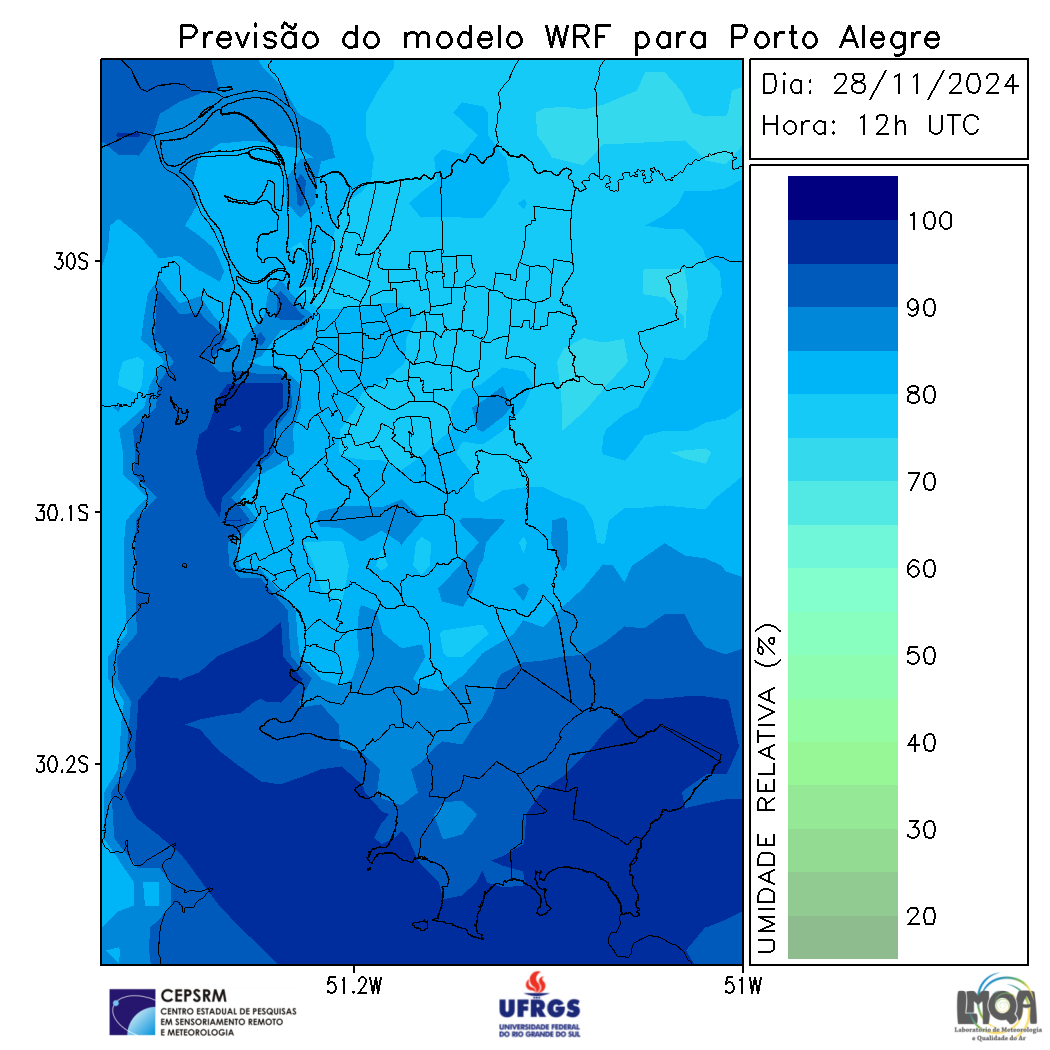 Previsão do modelo WRF para Porto Alegre
Dia: 28/11/2024
Hora: 12h UTC
30S
30.1S
30.2S
51.2W
51W
UMIDADE RELATIVA (%)
100
90
80
70
60
50
40
30
20
CEPSRM
CENTRO ESTADUAL DE PESQUISAS
EM SENSORIAMENTO REMOTO
E METEOROLOGIA
UFRGS
UNIVERSIDADE FEDERAL
DO RIO GRANDE DO SUL
LMQA
Laboratório de Meteorologia
e Qualidade do Ar